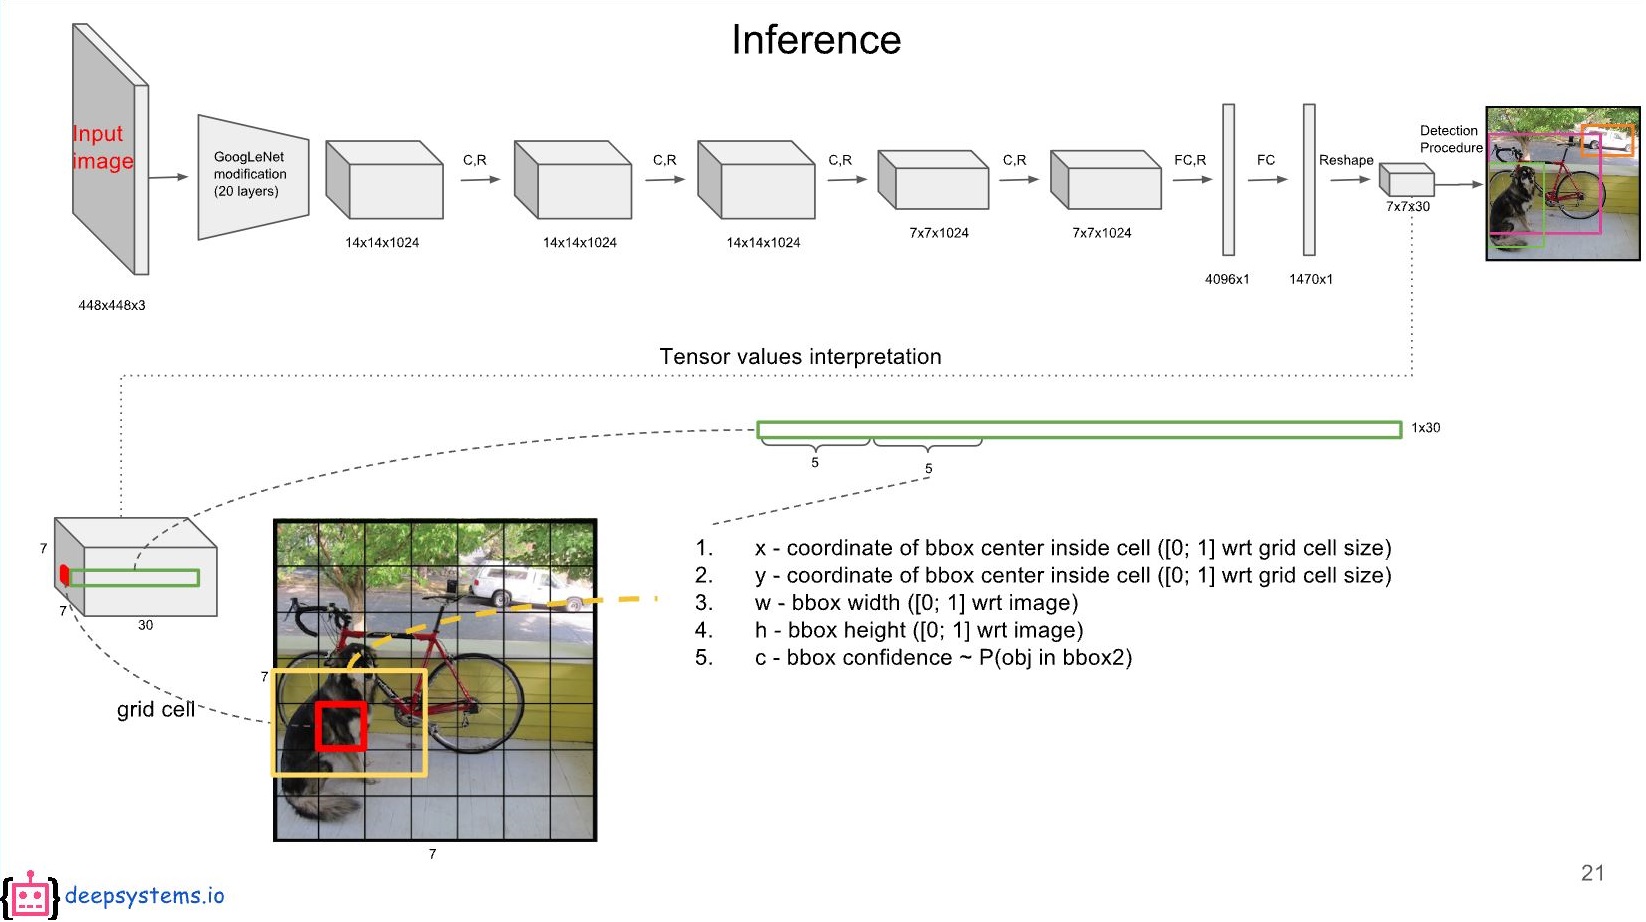 Inference
Input
image
448x448x3
GoogLeNet
modification
(20 layers)
14x14x1024
C,R
14x14x1024
C,R
14x14x1024
C,R
7x7x1024
C,R
7x7x1024
FC,R
4096x1
FC
1470x1
Reshape
7x7x30
Detection
Procedure
Tensor values interpretation
1x30
5
5
7
7
30
grid cell
7
7
1. x - coordinate of bbox center inside cell ([0; 1] wrt grid cell size)
2. y - coordinate of bbox center inside cell ([0; 1] wrt grid cell size)
3. w - bbox width ([0; 1] wrt image)
4. h - bbox height ([0; 1] wrt image)
5. c - bbox confidence ~ P(obj in bbox2)
deepsystems.io
21